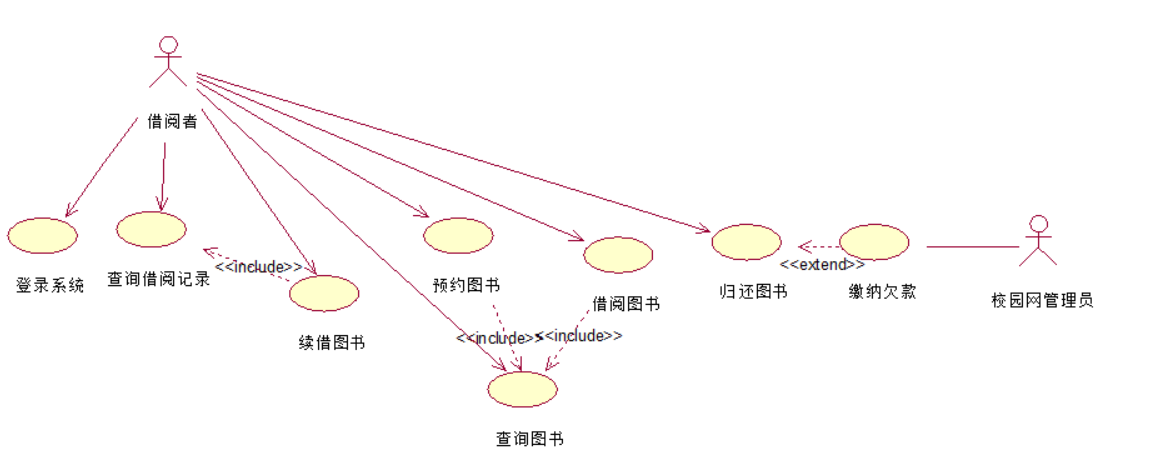 借阅者
登录系统
查询借阅记录
<<include>>
续借图书
预约图书
借阅图书
<<include>>
<<include>>
查询图书
归还图书
<<extend>>
缴纳欠款
校园网管理员